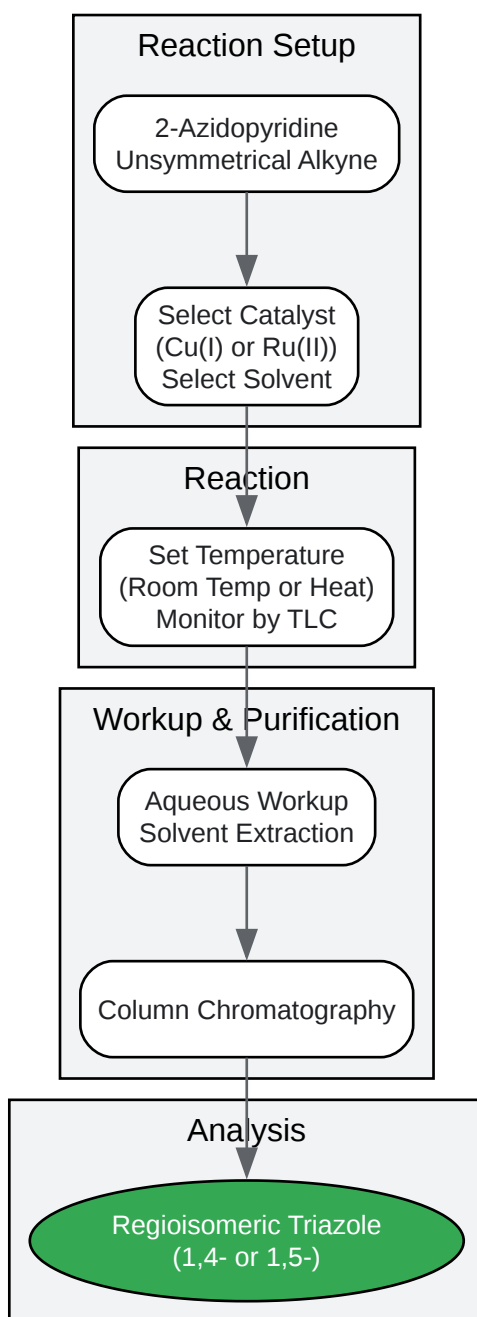 Reaction Setup
2-Azidopyridine
Unsymmetrical Alkyne
Select Catalyst
(Cu(I) or Ru(II))
Select Solvent
Reaction
Set Temperature
(Room Temp or Heat)
Monitor by TLC
Workup & Purification
Aqueous Workup
Solvent Extraction
Column Chromatography
Analysis
Regioisomeric Triazole
(1,4- or 1,5-)